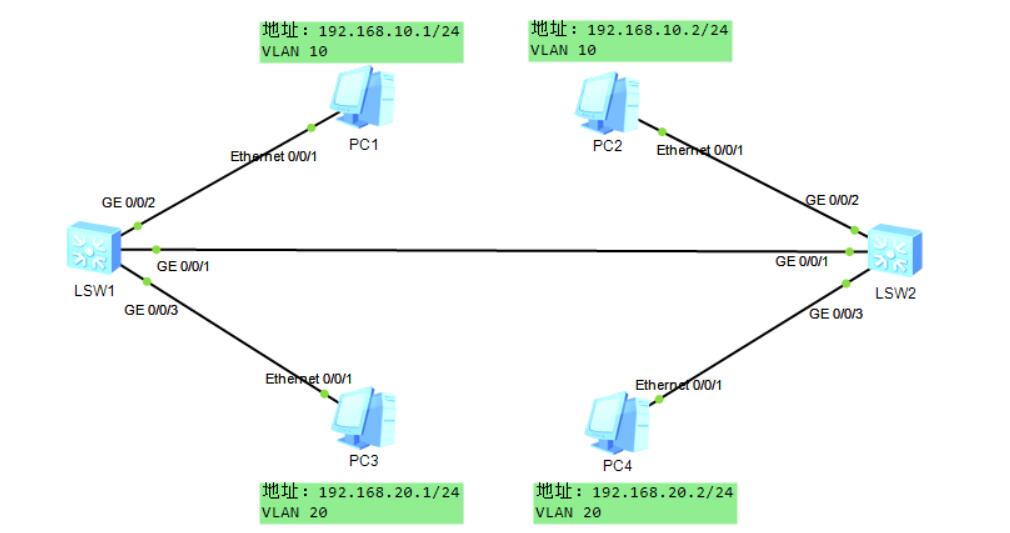 地址：192.168.10.1/24
VLAN 10
地址：192.168.10.2/24
VLAN 10
PC1
PC2
Ethernet 0/0/1
Ethernet 0/0/1
GE 0/0/2
GE 0/0/2
GE 0/0/1
GE 0/0/1
LSW1
LSW2
GE 0/0/3
GE 0/0/3
Ethernet 0/0/1
Ethernet 0/0/1
PC3
PC4
地址：192.168.20.1/24
VLAN 20
地址：192.168.20.2/24
VLAN 20